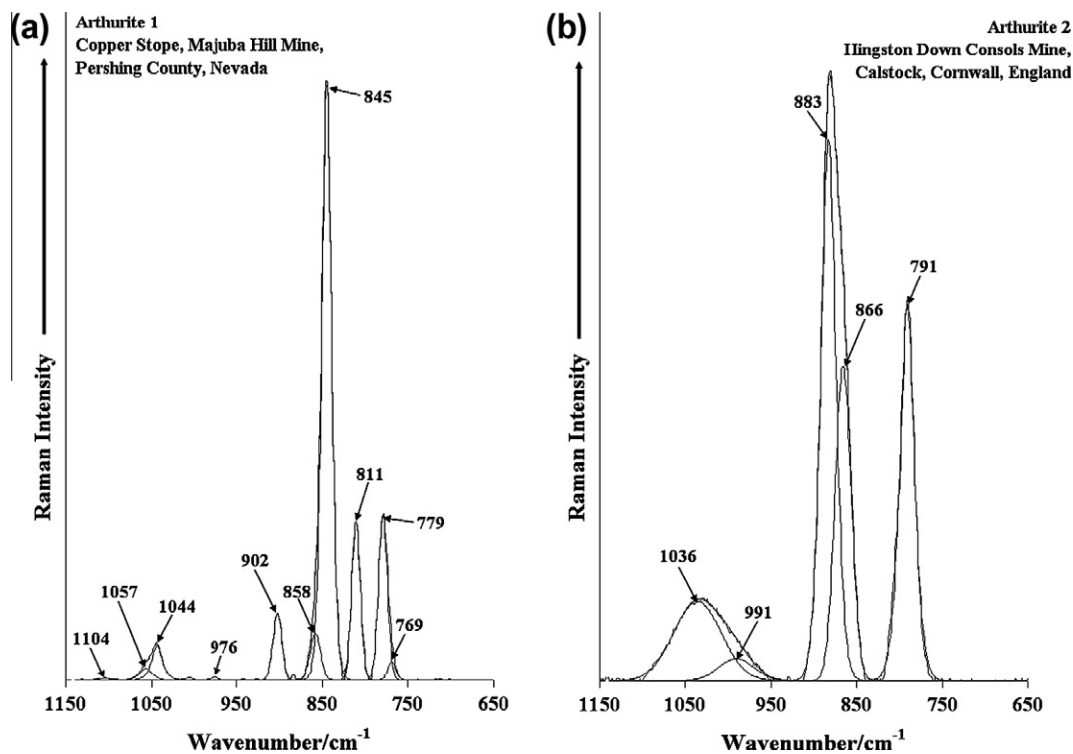 (a)
Arthurite 1
Copper Stope, Majuba Hill Mine,
Pershing County, Nevada
845
811
779
902
858
1057
1044
1104
976
769
Raman Intensity
1150
1050
950
850
750
650
Wavenumber/cm⁻¹
(b)
Arthurite 2
Hingston Down Consols Mine,
Calstock, Cornwall, England
883
866
791
1036
991
Raman Intensity
1150
1050
950
850
750
650
Wavenumber/cm⁻¹